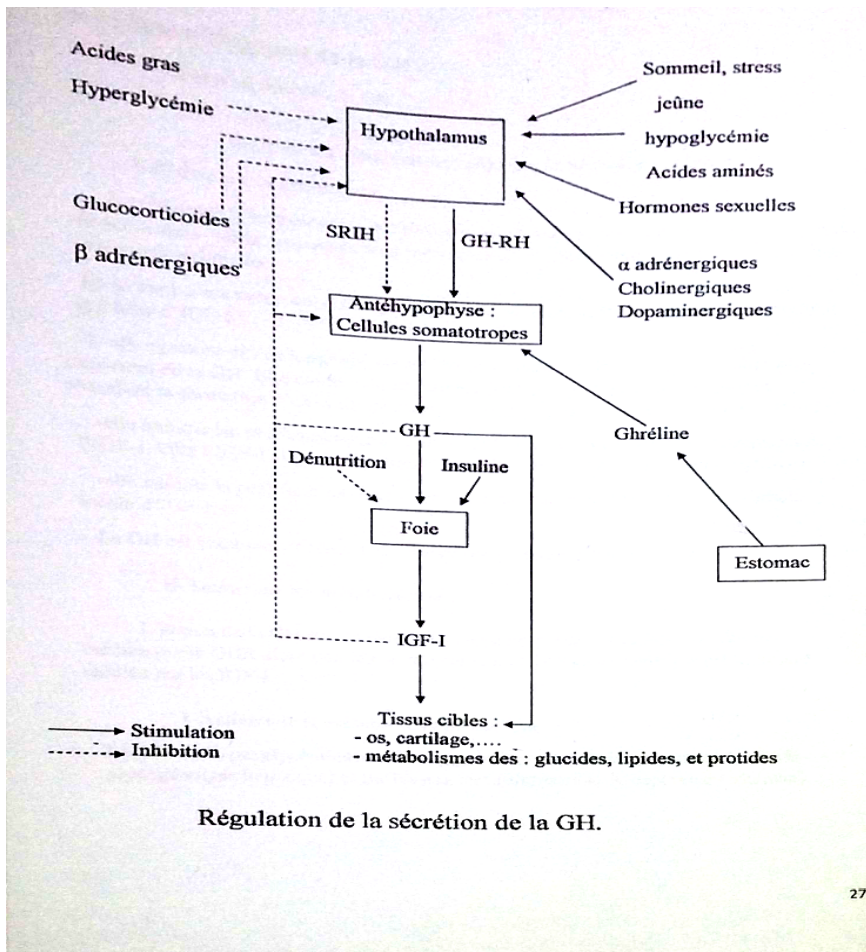 Acides gras
Hyperglycémie
Glucocorticoides
β adrénergiques
Hypothalamus
Sommeil, stress
jeûne
hypoglycémie
Acides aminés
Hormones sexuelles
α adrénergiques
Cholinergiques
Dopaminergiques
SRIH
GH-RH
Antéhypophyse :
Cellules somatotropes
GH
Ghréline
Dénutrition
Insuline
Foie
Estomac
IGF-I
Tissus cibles :
- os, cartilage,....
- métabolismes des : glucides, lipides, et protides
Stimulation
Inhibition
Régulation de la sécrétion de la GH.
27